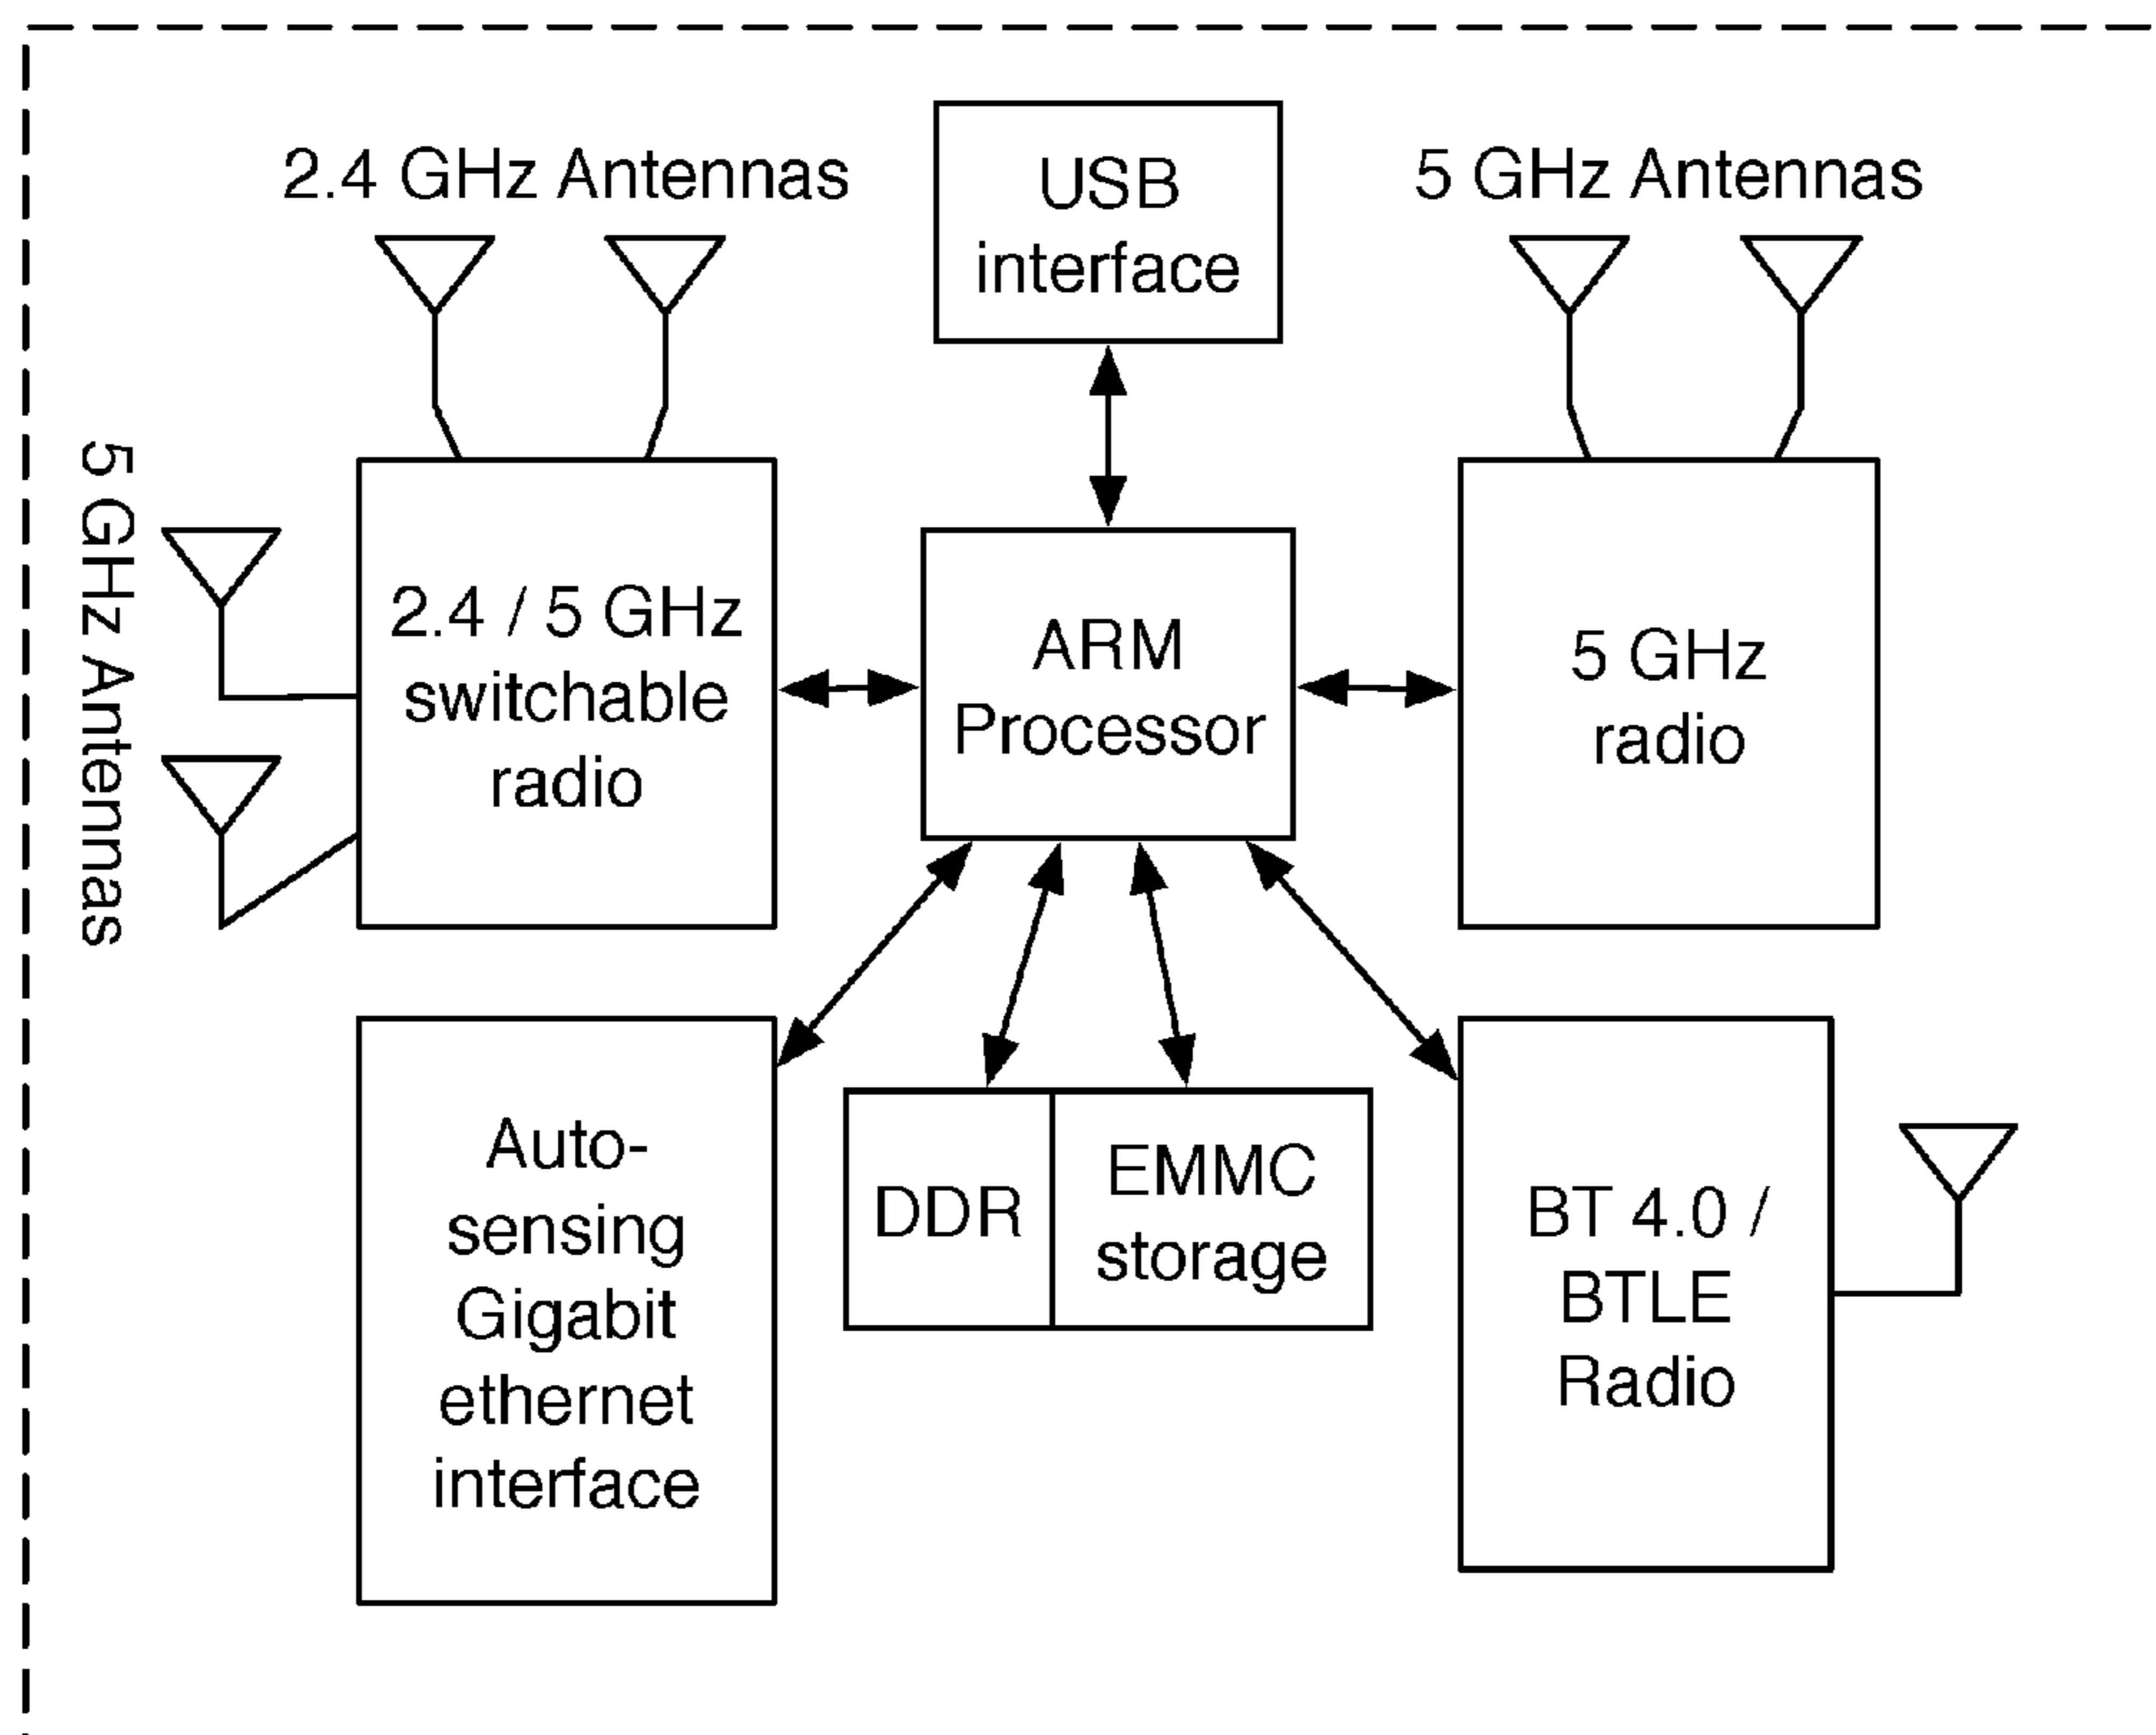 2.4 GHz Antennas
USB
interface
5 GHz Antennas
5 GHz Antennas
2.4 / 5 GHz
switchable
radio
ARM
Processor
5 GHz
radio
Auto-
sensing
Gigabit
ethernet
interface
DDR
EMMC
storage
BT 4.0 /
BTLE
Radio